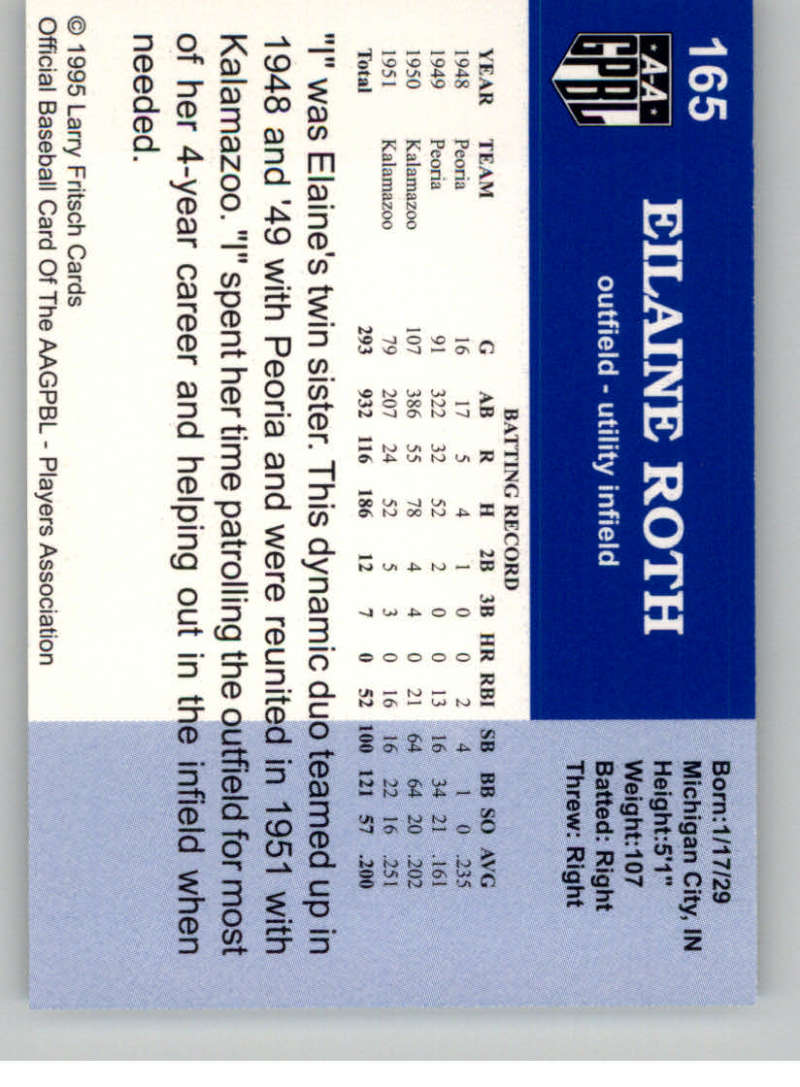 165
A-A
GPBL
EILAINE ROTH
outfield - utility infield
Born:1/17/29
Michigan City, IN
Height:5'1"
Weight:107
Batted: Right
Threw: Right
BATTING RECORD
YEAR TEAM G AB R H 2B 3B HR RBI SB BB SO AVG
1948 Peoria 16 17 5 4 1 0 0 2 4 1 0 .235
1949 Peoria 91 322 32 52 2 0 0 13 16 34 21 .161
1950 Kalamazoo 107 386 55 78 4 4 0 21 64 64 20 .202
1951 Kalamazoo 79 207 24 52 5 3 0 16 16 22 16 .251
Total 293 932 116 186 12 7 0 52 100 121 57 .200
"I" was Elaine's twin sister. This dynamic duo teamed up in
1948 and '49 with Peoria and were reunited in 1951 with
Kalamazoo. "I" spent her time patrolling the outfield for most
of her 4-year career and helping out in the infield when
needed.
© 1995 Larry Fritsch Cards
Official Baseball Card Of The AAGPBL - Players Association